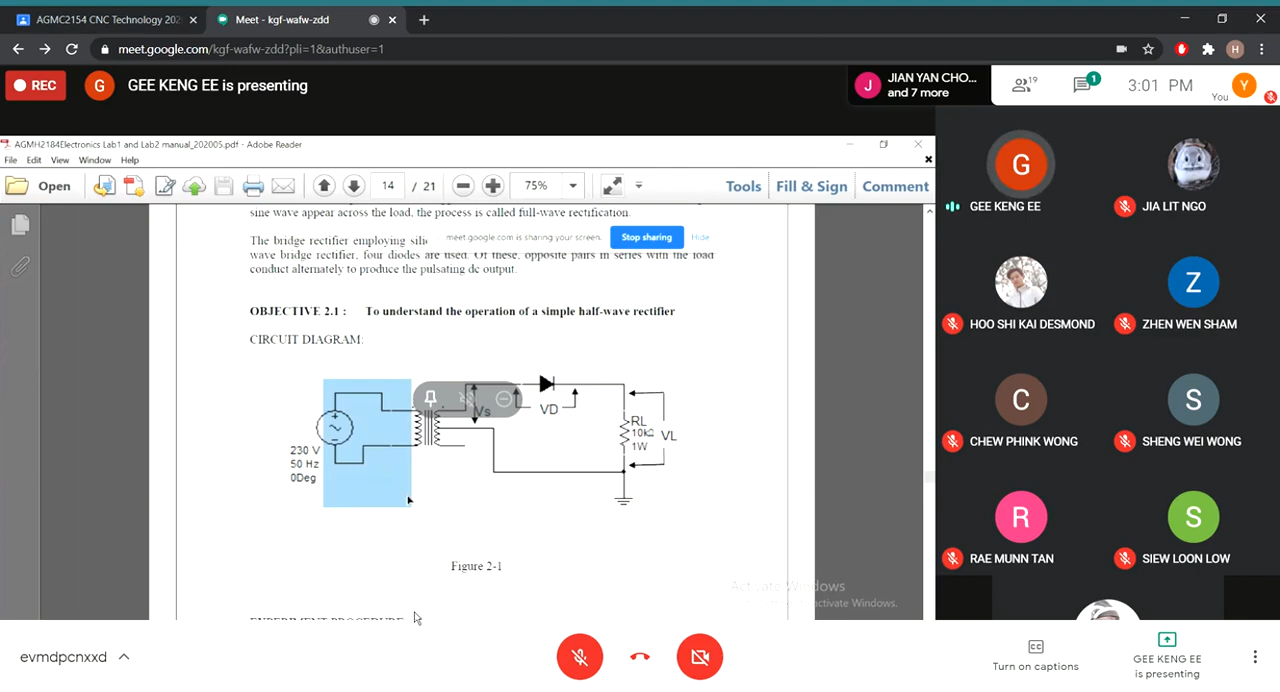 AGMC2154 CNC Technology 202
Meet - kgf-wafw-zdd
meet.google.com/kgf-wafw-zdd?pli=1&authuser=1
H
REC
G
GEE KENG EE is presenting
J
JIAN YAN CHO...
and 7 more
19
1
3:01 PM
You
Y
AGMH2184Electronics Lab1 and Lab2 manual_202005.pdf - Adobe Reader
File Edit View Window Help
Open
14 / 21
75%
Tools Fill & Sign Comment
sine wave appear across the load, the process is called full-wave rectification.
The bridge rectifier employing
meet.google.com is sharing your screen. Stop sharing Hide
wave bridge rectifier, four diodes are used. Of these, opposite pairs in series with the load
conduct alternately to produce the pulsating dc output.
OBJECTIVE 2.1 : To understand the operation of a simple half-wave rectifier
CIRCUIT DIAGRAM:
Vs
VD
RL
10kΩ
1W
VL
230 V
50 Hz
0Deg
Figure 2-1
Activate Windows
activate Windows.
EXPERIMENT PROCEDURE
G
GEE KENG EE
JIA LIT NGO
HOO SHI KAI DESMOND
Z
ZHEN WEN SHAM
C
CHEW PHINK WONG
S
SHENG WEI WONG
R
RAE MUNN TAN
S
SIEW LOON LOW
evmdpcnxxd
CC
Turn on captions
GEE KENG EE
is presenting